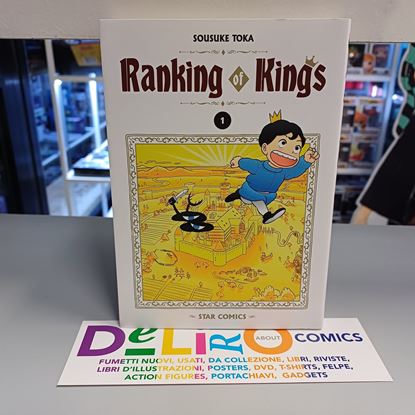 SOUSUKE TOKA
Ranking of Kings
1
STAR COMICS
DeLiRO ABOUT COMICS
FUMETTI NUOVI, USATI, DA COLLEZIONE, LIBRI, RIVISTE,
LIBRI D'ILLUSTRAZIONI, POSTERS, DVD, T-SHIRTS, FELPE,
ACTION FIGURES, PORTACHIAVI, GADGETS